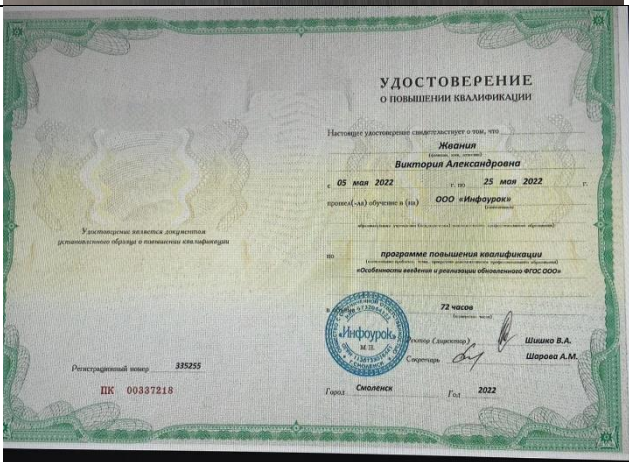 Удостоверение является документом
установленного образца о повышении квалификации
Регистрационный номер 335255
ПК 00337218
УДОСТОВЕРЕНИЕ
О ПОВЫШЕНИИ КВАЛИФИКАЦИИ
Настоящее удостоверение свидетельствует о том, что
Жвания
(фамилия, имя, отчество)
Виктория Александровна
с 05 мая 2022 г. по 25 мая 2022 г.
прошел(-ла) обучение в (на) ООО «Инфоурок»
по программе повышения квалификации
«Особенности введения и реализации обновленного ФГОС ООО»
72 часов
«Инфоурок»
М.П.
Ректор (директор) Шишко В.А.
Секретарь Шарова А.М.
Город Смоленск Год 2022